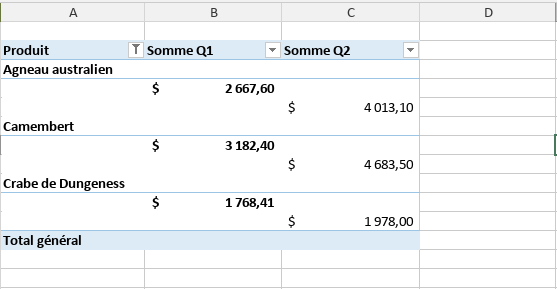 A B C D
Produit Somme Q1 Somme Q2
Agneau australien
$ 2 667,60
$ 4 013,10
Camembert
$ 3 182,40
$ 4 683,50
Crabe de Dungeness
$ 1 768,41
$ 1 978,00
Total général